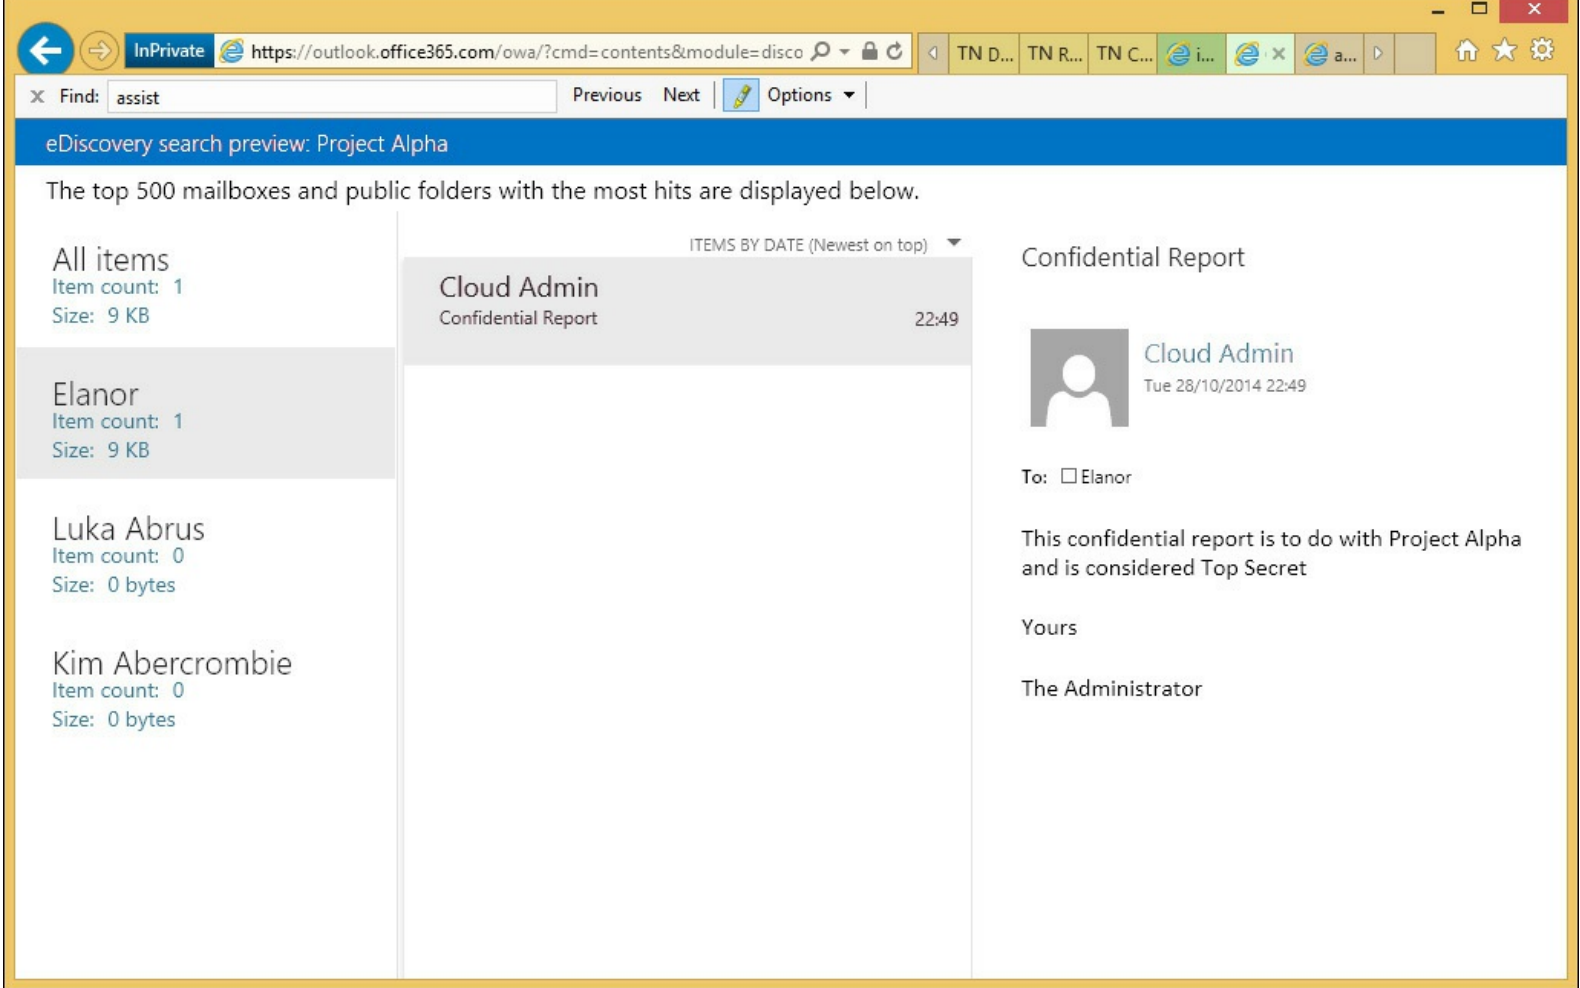 InPrivate https://outlook.office365.com/owa/?cmd=contents&module=disco TN D... TN R... TN C... i... a...
x Find: assist Previous Next Options
eDiscovery search preview: Project Alpha
The top 500 mailboxes and public folders with the most hits are displayed below.
All items
Item count: 1
Size: 9 KB
Elanor
Item count: 1
Size: 9 KB
Luka Abrus
Item count: 0
Size: 0 bytes
Kim Abercrombie
Item count: 0
Size: 0 bytes
ITEMS BY DATE (Newest on top)
Cloud Admin
Confidential Report 22:49
Confidential Report
Cloud Admin
Tue 28/10/2014 22:49
To: Elanor
This confidential report is to do with Project Alpha
and is considered Top Secret
Yours
The Administrator